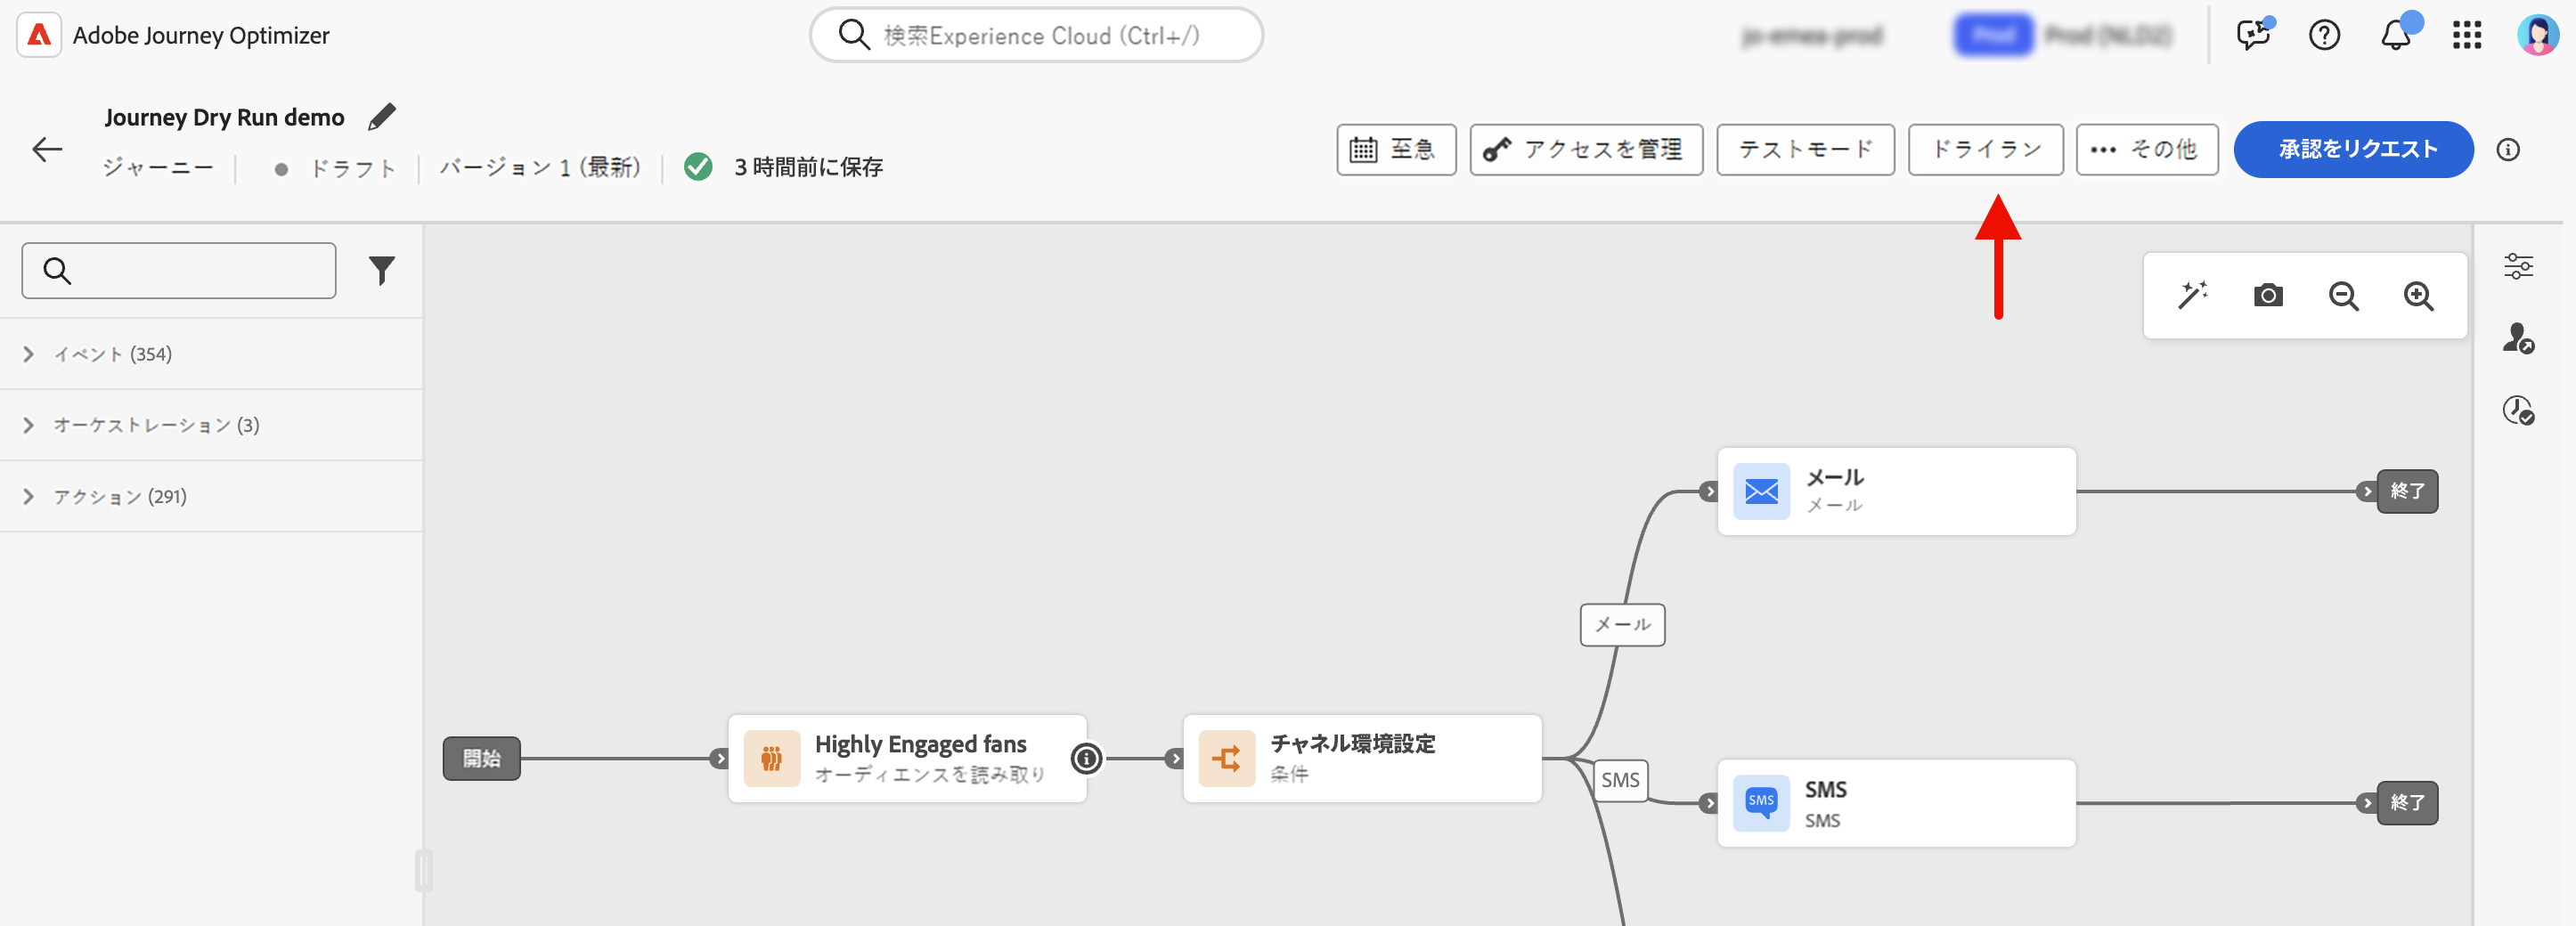 Adobe Journey Optimizer
検索Experience Cloud (Ctrl+/)
jo-emea-prod
Prod
Prod (NLD2)
Journey Dry Run demo
ジャーニー
ドラフト
バージョン 1 (最新)
3 時間前に保存
至急
アクセスを管理
テストモード
ドライラン
その他
承認をリクエスト
イベント (354)
オーケストレーション (3)
アクション (291)
メール
メール
終了
メール
開始
Highly Engaged fans
オーディエンスを読み取り
チャネル環境設定
条件
SMS
SMS
SMS
SMS
終了